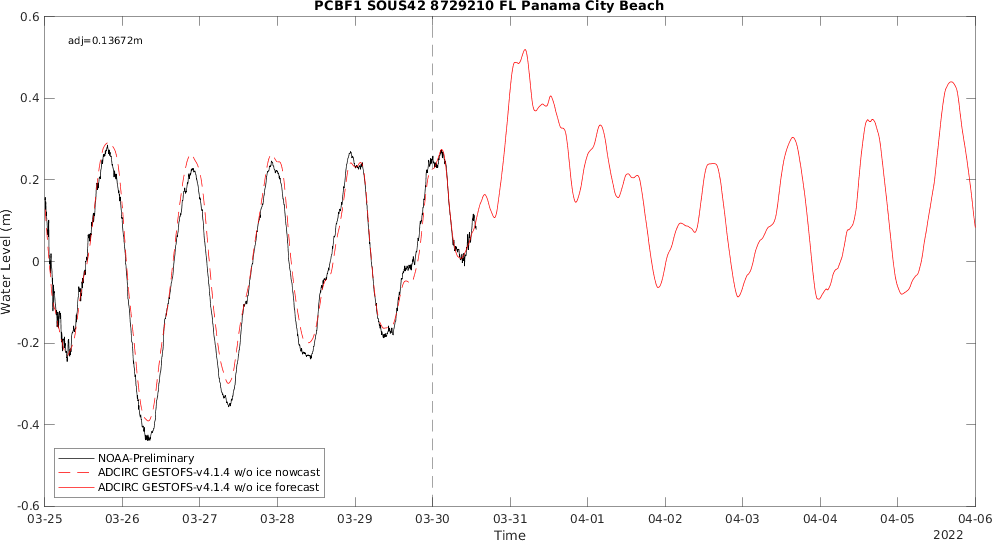 PCBF1 SOUS42 8729210 FL Panama City Beach
adj=0.13672m
0.6
0.4
0.2
0
-0.2
-0.4
-0.6
Water Level (m)
NOAA-Preliminary
ADCIRC GESTOFS-v4.1.4 w/o ice nowcast
ADCIRC GESTOFS-v4.1.4 w/o ice forecast
03-25 03-26 03-27 03-28 03-29 03-30 03-31 04-01 04-02 04-03 04-04 04-05 04-06
Time
2022